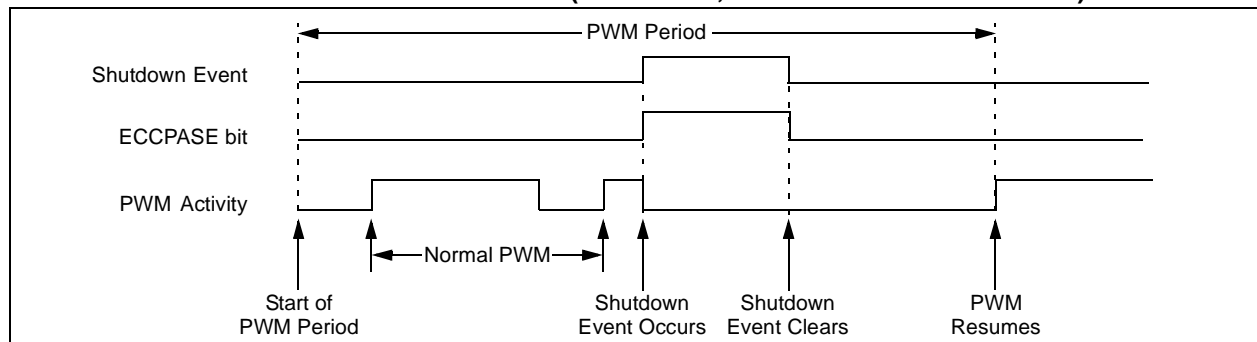 PWM Period
Shutdown Event
ECCPASE bit
PWM Activity
Normal PWM
Start of
PWM Period
Shutdown
Event Occurs
Shutdown
Event Clears
PWM
Resumes